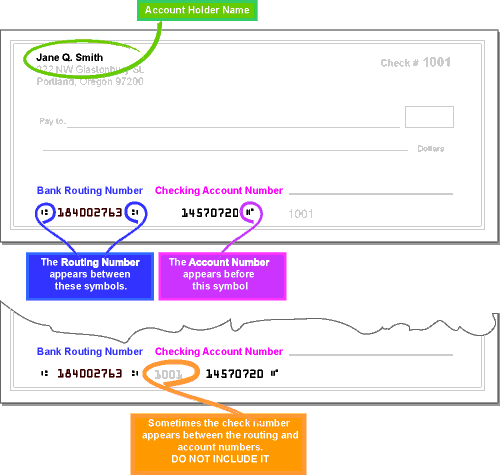 Account Holder Name
Jane Q. Smith
Check # 1001
922 NW Glastonbury St.
Portland, Oregon 97200
Pay to:
Dollars
Bank Routing Number Checking Account Number
⑆ 184002763 ⑆ 14570720 ⑈ 1001
The Routing Number
appears between
these symbols.
The Account Number
appears before
this symbol
Bank Routing Number Checking Account Number
⑆ 184002763 ⑆ 1001 14570720 ⑈
Sometimes the check number
appears between the routing and
account numbers.
DO NOT INCLUDE IT